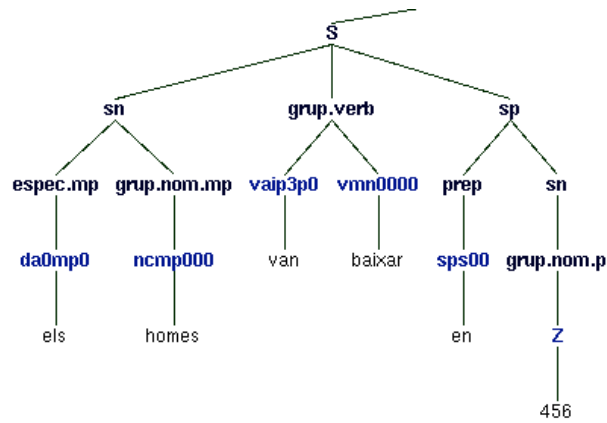 S
sn grup.verb sp
espec.mp grup.nom.mp vaip3p0 vmn0000 prep sn
da0mp0 ncmp000 van baixar sps00 grup.nom.p
els homes en Z
456